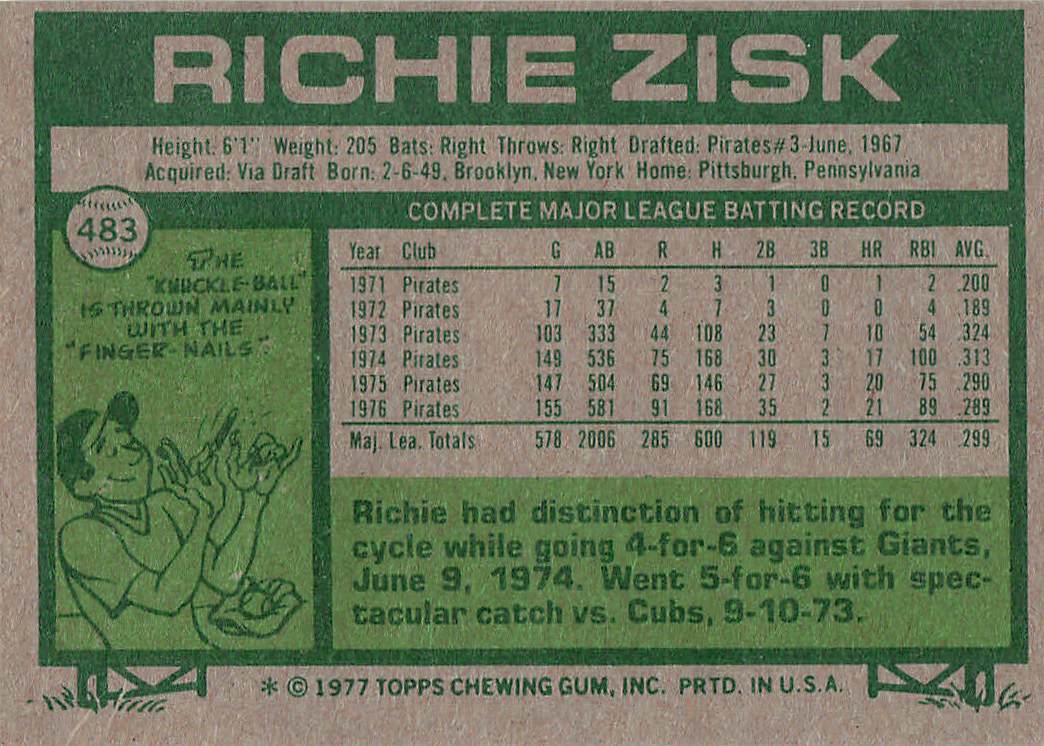 RICHIE ZISK
Height: 6'1" Weight: 205 Bats: Right Throws: Right Drafted: Pirates#3-June, 1967
Acquired: Via Draft Born: 2-6-49, Brooklyn, New York Home: Pittsburgh, Pennsylvania
483
THE
"KNUCKLE-BALL"
IS THROWN MAINLY
WITH THE
"FINGER-NAILS".
COMPLETE MAJOR LEAGUE BATTING RECORD
Year Club G AB R H 2B 3B HR RBI AVG.
1971 Pirates 7 15 2 3 1 0 1 2 .200
1972 Pirates 17 37 4 7 3 0 0 4 .189
1973 Pirates 103 333 44 108 23 7 10 54 .324
1974 Pirates 149 536 75 168 30 3 17 100 .313
1975 Pirates 147 504 69 146 27 3 20 75 .290
1976 Pirates 155 581 91 168 35 2 21 89 .289
Maj. Lea. Totals 578 2006 285 600 119 15 69 324 .299
Richie had distinction of hitting for the
cycle while going 4-for-6 against Giants,
June 9, 1974. Went 5-for-6 with spec-
tacular catch vs. Cubs, 9-10-73.
* © 1977 TOPPS CHEWING GUM, INC. PRTD. IN U.S.A.